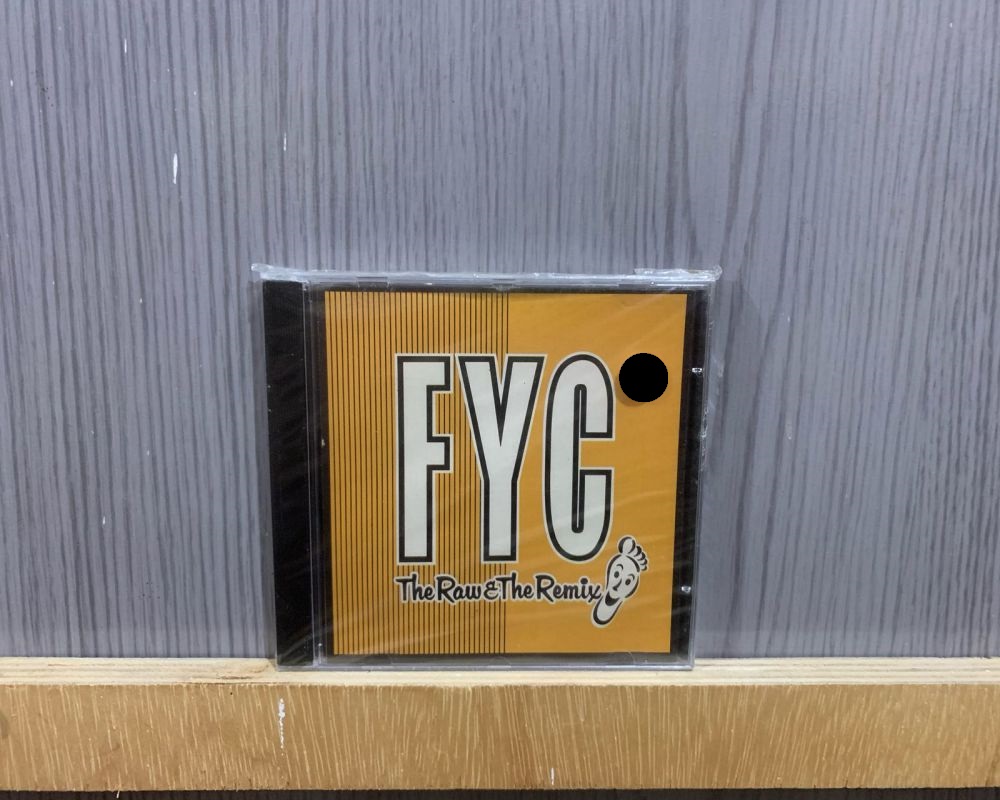 FYC
The Raw & The Remix